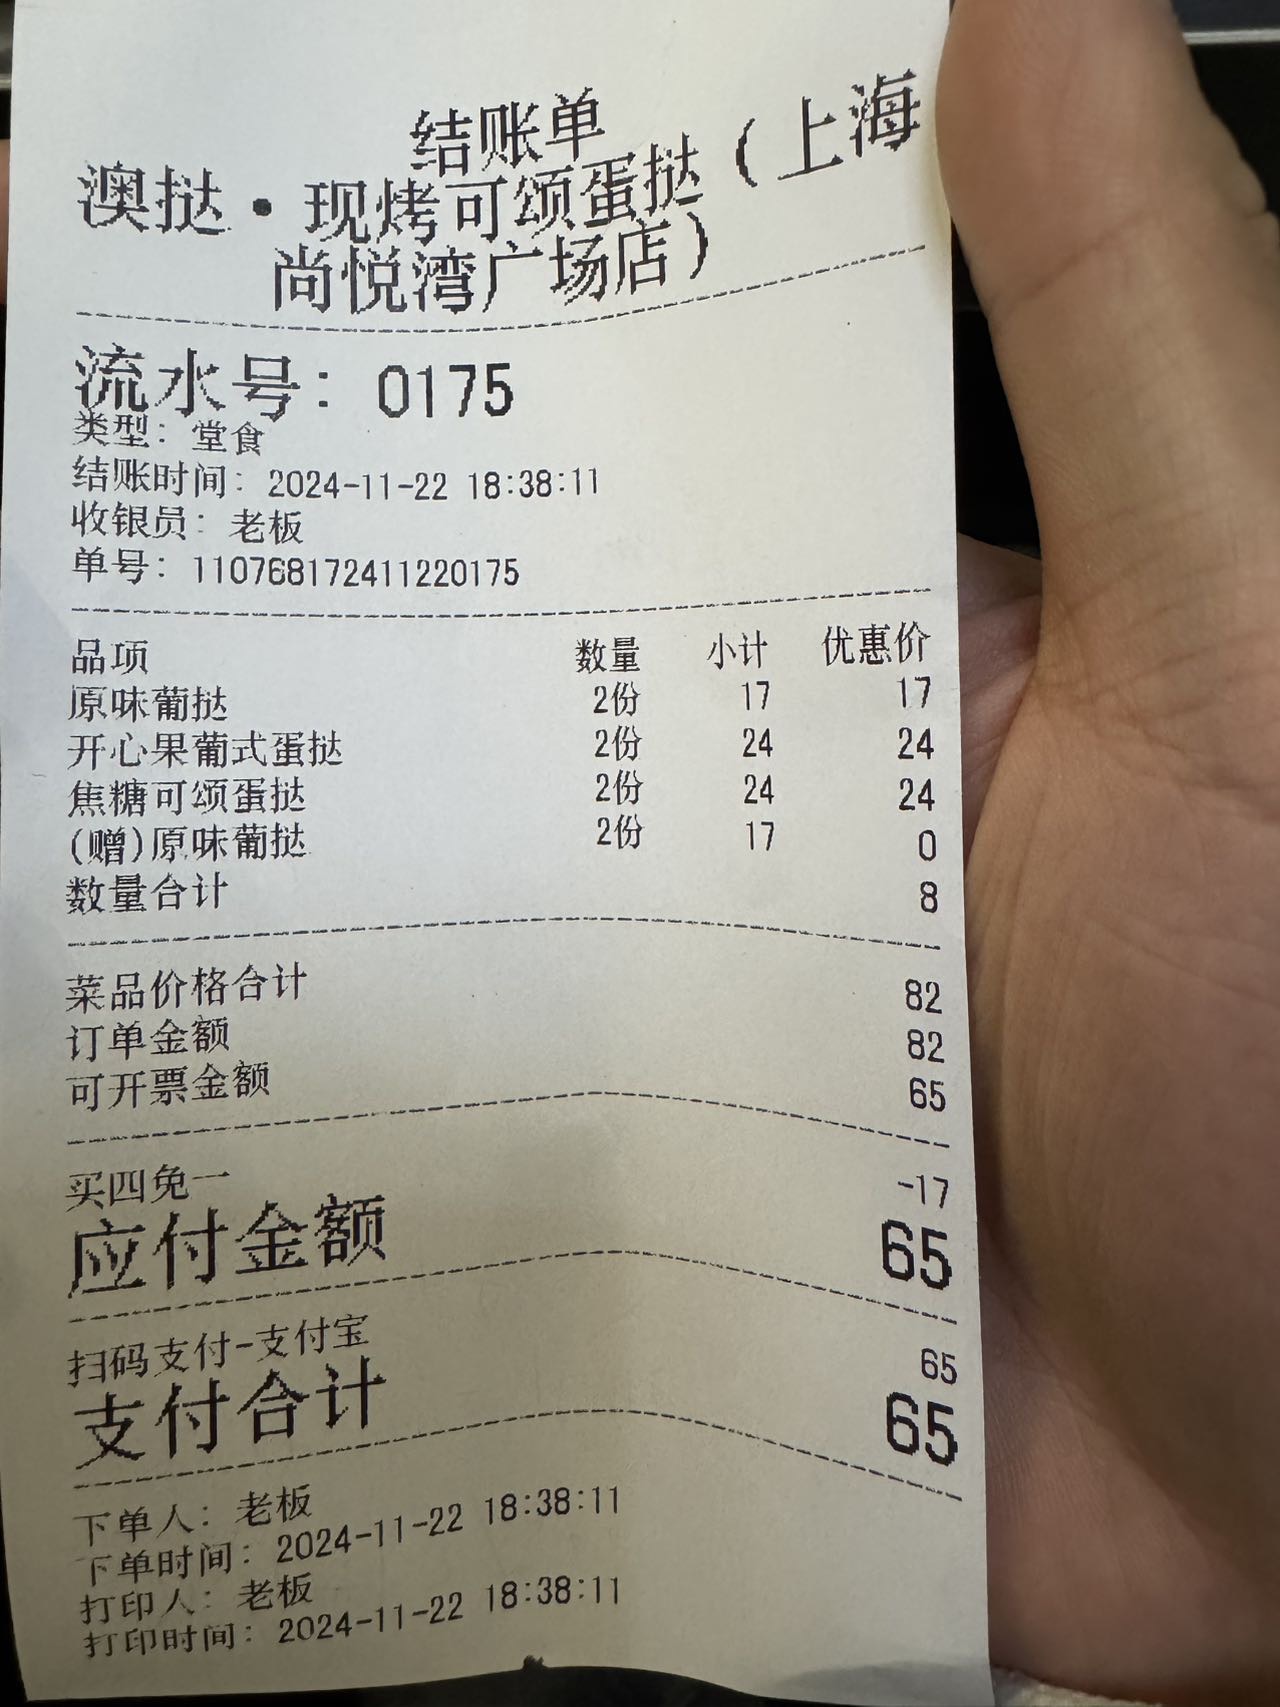 结账单
澳挞·现烤可颂蛋挞（上海
尚悦湾广场店）
流水号：0175
类型：堂食
结账时间：2024-11-22 18:38:11
收银员：老板
单号：110768172411220175
品项 数量 小计 优惠价
原味葡挞 2份 17 17
开心果葡式蛋挞 2份 24 24
焦糖可颂蛋挞 2份 24 24
(赠)原味葡挞 2份 17 0
数量合计 8
菜品价格合计 82
订单金额 82
可开票金额 65
买四免一 -17
应付金额 65
扫码支付-支付宝 65
支付合计 65
下单人：老板
下单时间：2024-11-22 18:38:11
打印人：老板
打印时间：2024-11-22 18:38:11